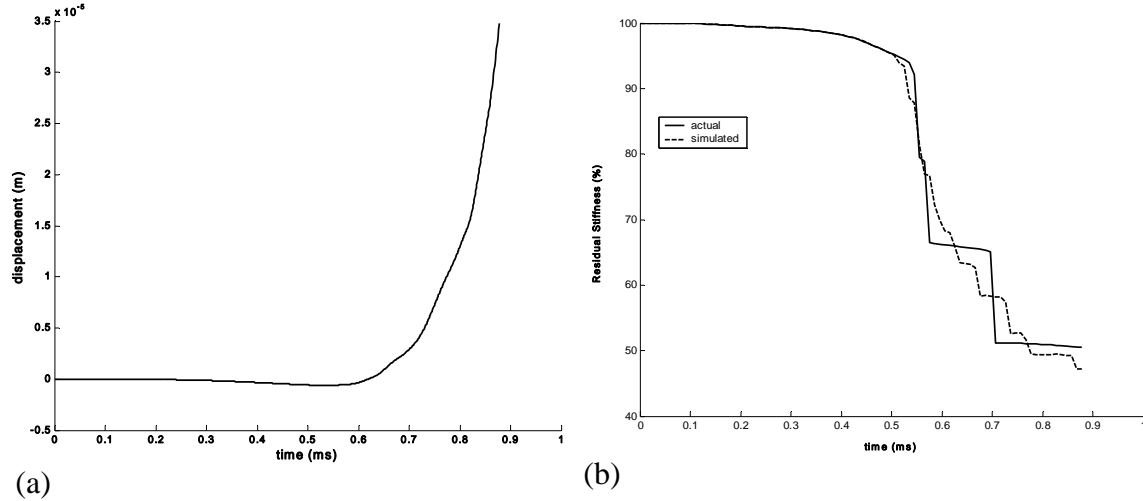 3.5 x 10⁻⁶
3
2.5
2
1.5
1
0.5
0
-0.5
0 0.1 0.2 0.3 0.4 0.5 0.6 0.7 0.8 0.9 1
displacement (m)
time (ms)
(a)
100
90
80
70
60
50
40
0 0.1 0.2 0.3 0.4 0.5 0.6 0.7 0.8 0.9 1
Residual Stiffness (%)
time (ms)
actual
simulated
(b)